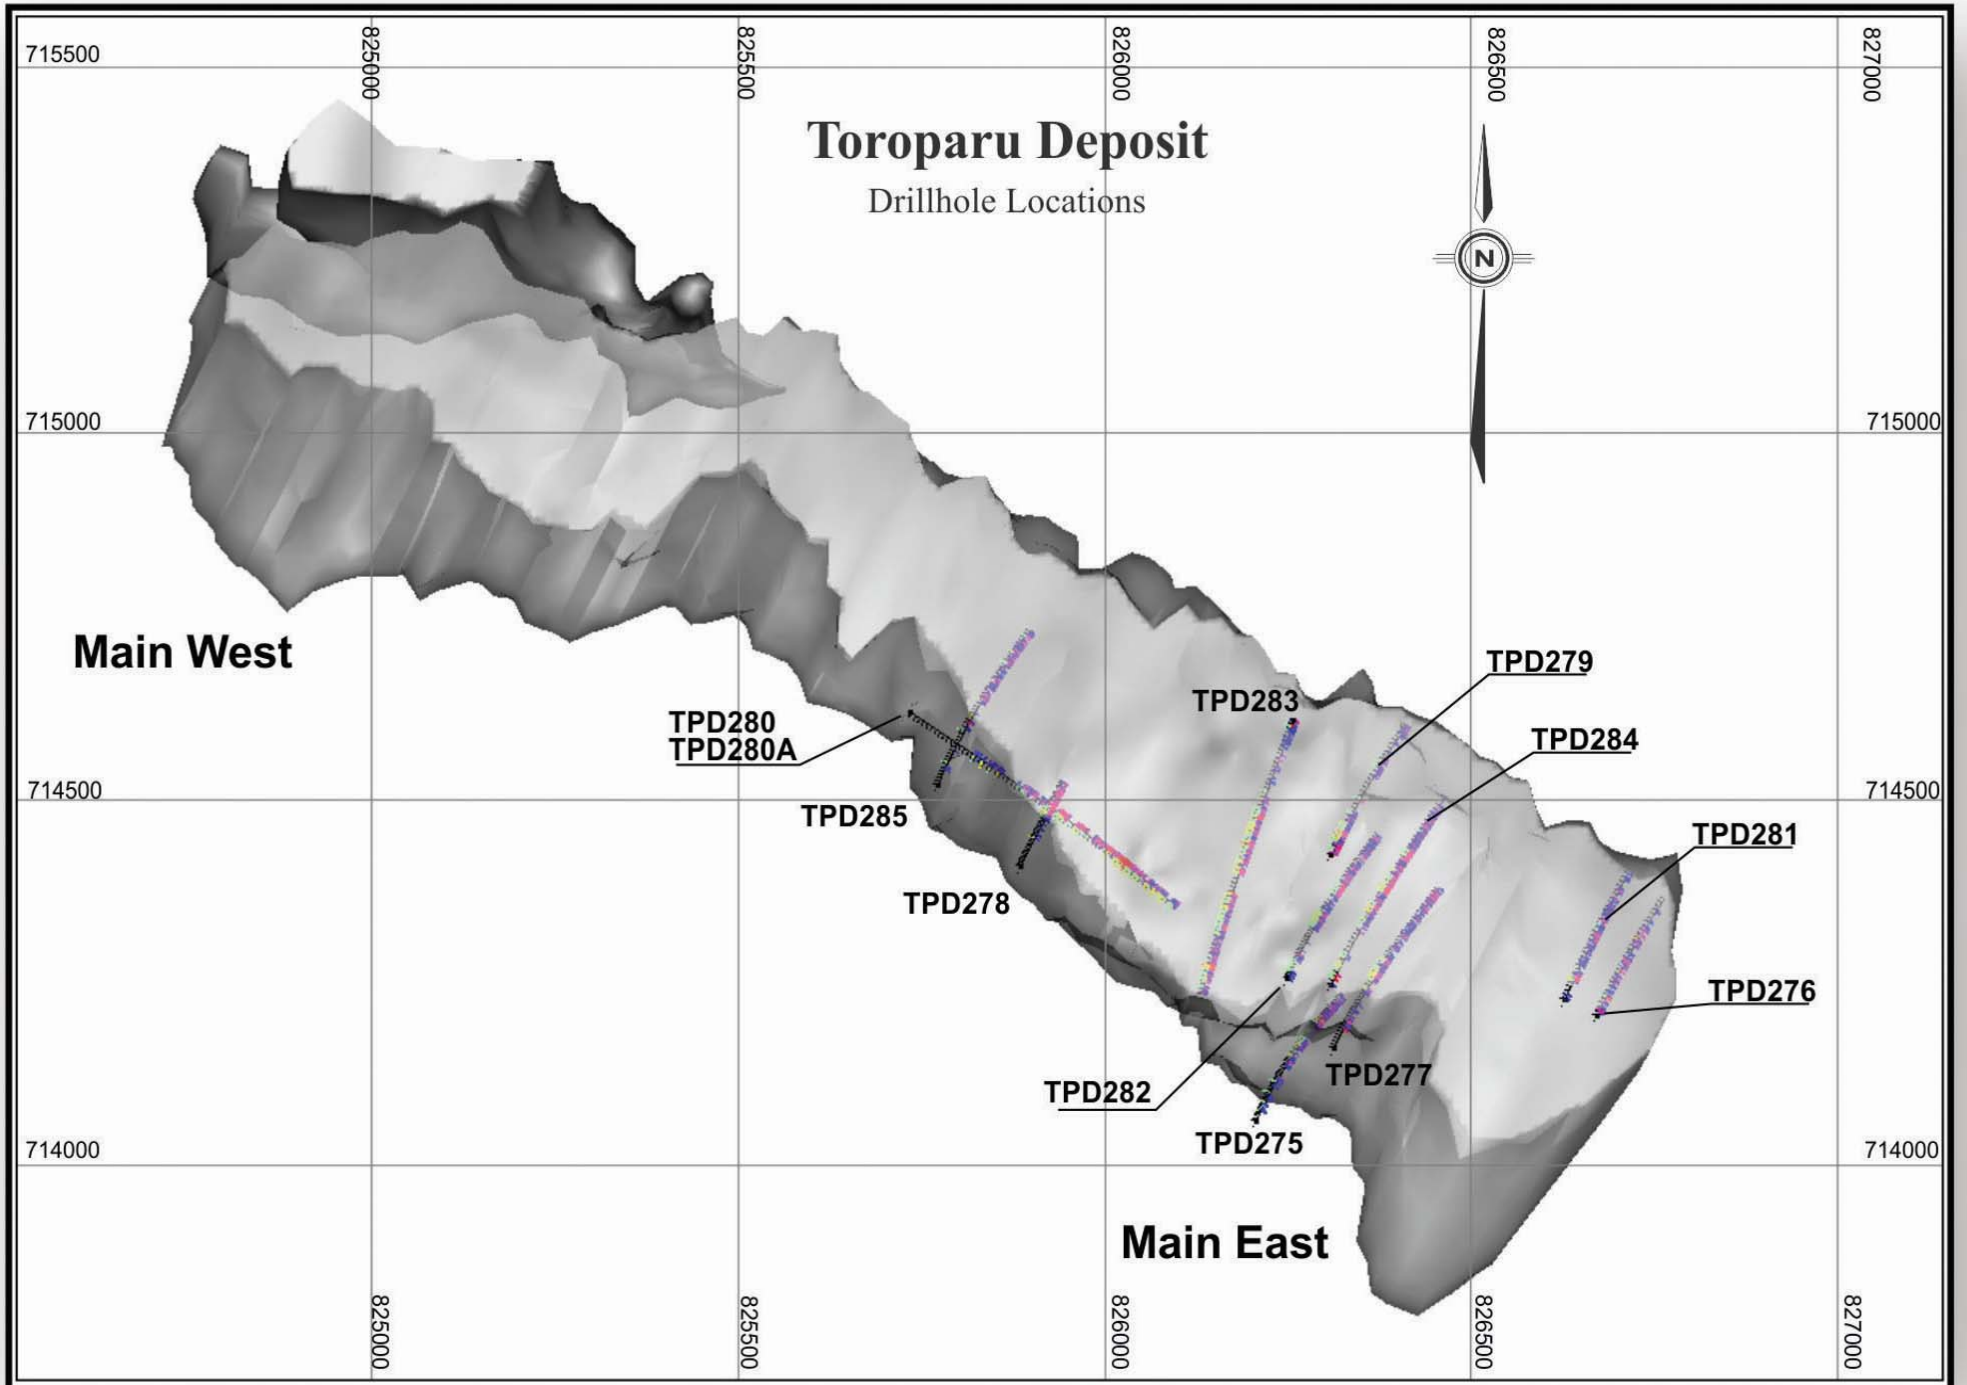 825000
825500
826000
826500
827000
715500
Toroparu Deposit
Drillhole Locations
N
715000
715000
Main West
TPD279
TPD283
TPD280
TPD280A
TPD284
714500
714500
TPD285
TPD281
TPD278
TPD276
TPD277
TPD282
TPD275
714000
714000
Main East
825000
825500
826000
826500
827000